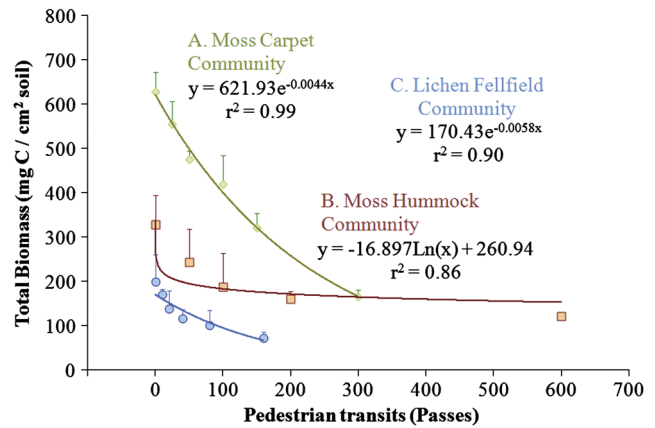 800
700
600
500
400
300
200
100
0
Total Biomass (mg C / cm² soil)
A. Moss Carpet
Community
y = 621.93e^-0.0044x
r² = 0.99
C. Lichen Fellfield
Community
y = 170.43e^-0.0058x
r² = 0.90
B. Moss Hummock
Community
y = -16.897Ln(x) + 260.94
r² = 0.86
0 100 200 300 400 500 600 700
Pedestrian transits (Passes)